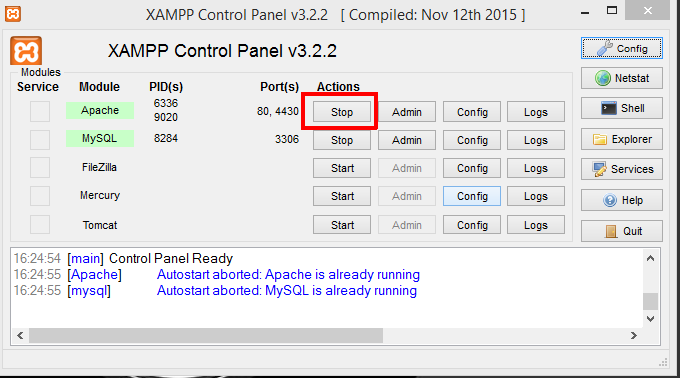 XAMPP Control Panel v3.2.2 [ Compiled: Nov 12th 2015 ]
XAMPP Control Panel v3.2.2
Config
Modules
Service Module PID(s) Port(s) Actions
Netstat
Apache 6336 9020 80, 4430 Stop Admin Config Logs
Shell
MySQL 8284 3306 Stop Admin Config Logs
Explorer
FileZilla Start Admin Config Logs
Services
Mercury Start Admin Config Logs
Help
Tomcat Start Admin Config Logs
Quit
16:24:54 [main] Control Panel Ready
16:24:55 [Apache] Autostart aborted: Apache is already running
16:24:55 [mysql] Autostart aborted: MySQL is already running